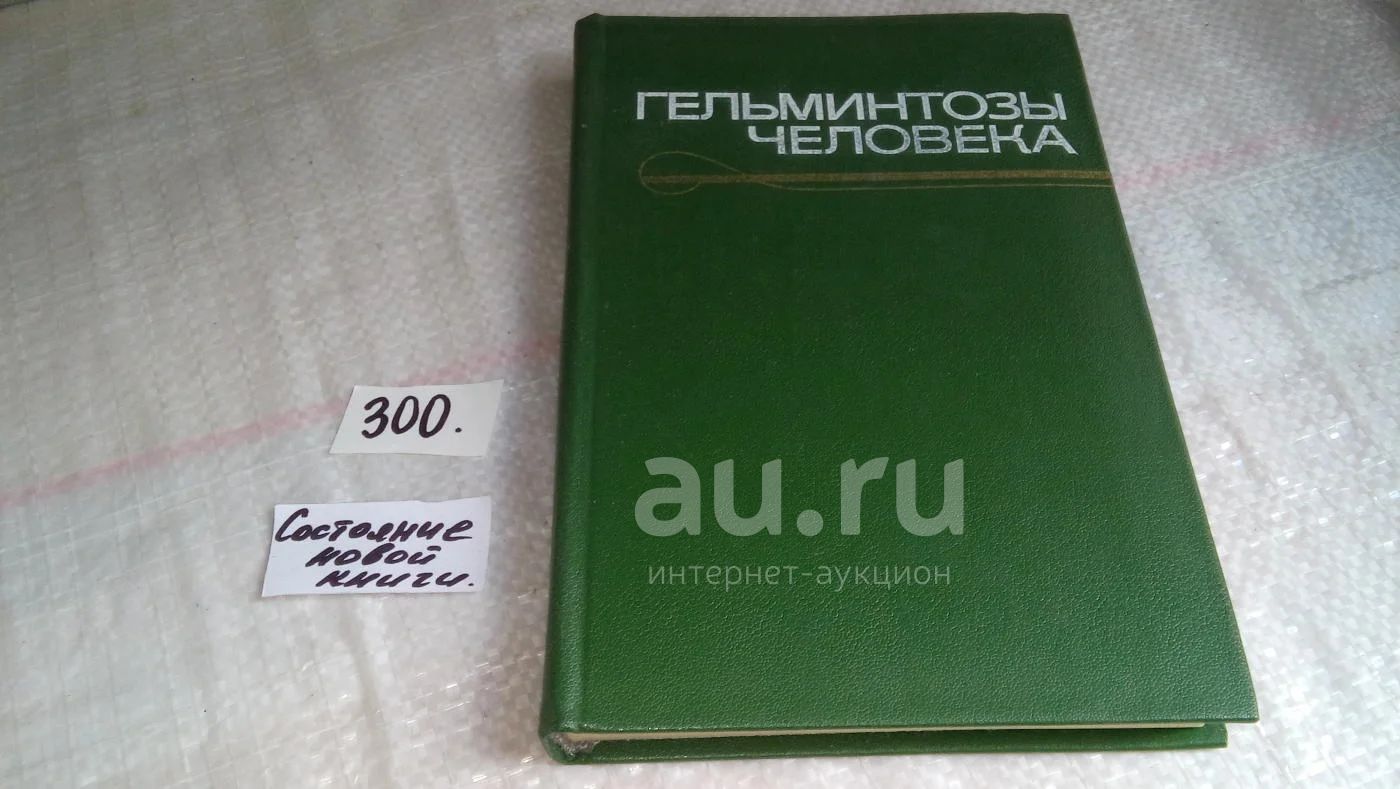 ГЕЛЬМИНТОЗЫ
ЧЕЛОВЕКА
300.
Состояние
новой
книги.
au.ru
интернет-аукцион